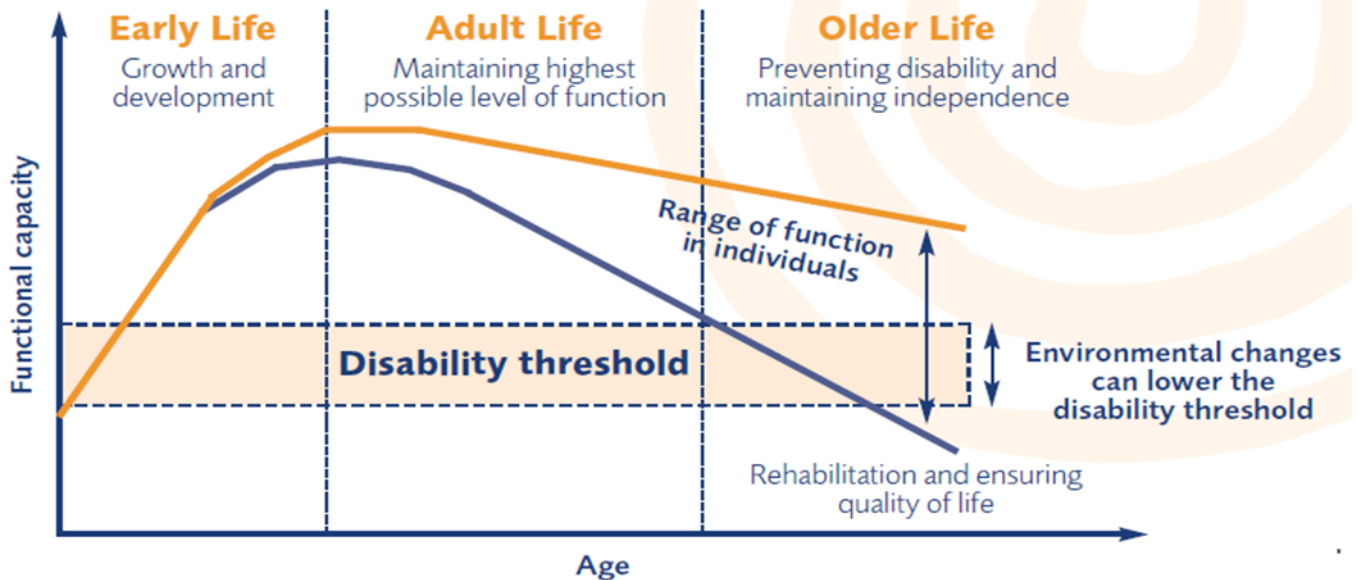 Early Life
Growth and
development
Adult Life
Maintaining highest
possible level of function
Older Life
Preventing disability and
maintaining independence
Functional capacity
Range of function
in individuals
Disability threshold
Environmental changes
can lower the
disability threshold
Rehabilitation and ensuring
quality of life
Age